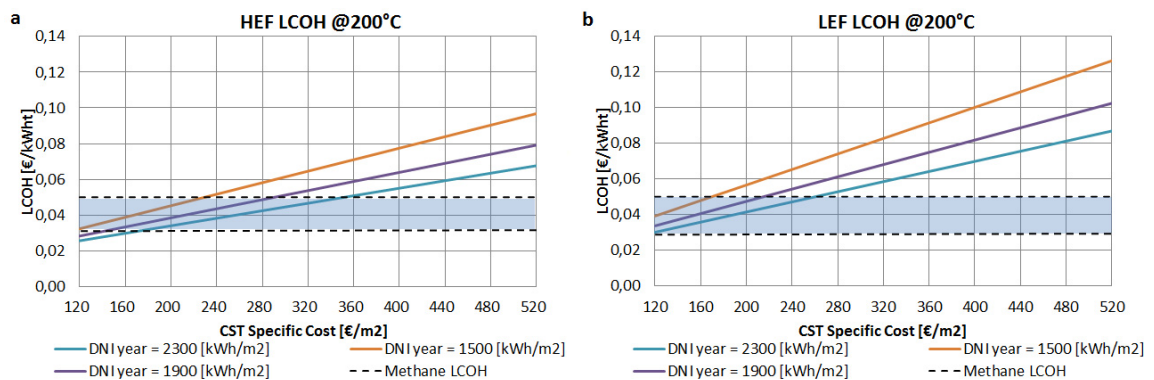 a
HEF LCOH @200°C
LCOH [€/kWht]
0,14
0,12
0,10
0,08
0,06
0,04
0,02
0,00
120 160 200 240 280 320 360 400 440 480 520
CST Specific Cost [€/m2]
DNI year = 2300 [kWh/m2] DNI year = 1500 [kWh/m2]
DNI year = 1900 [kWh/m2] Methane LCOH
b
LEF LCOH @200°C
LCOH [€/kWht]
0,14
0,12
0,10
0,08
0,06
0,04
0,02
0,00
120 160 200 240 280 320 360 400 440 480 520
CST Specific Cost [€/m2]
DNI year = 2300 [kWh/m2] DNI year = 1500 [kWh/m2]
DNI year = 1900 [kWh/m2] Methane LCOH